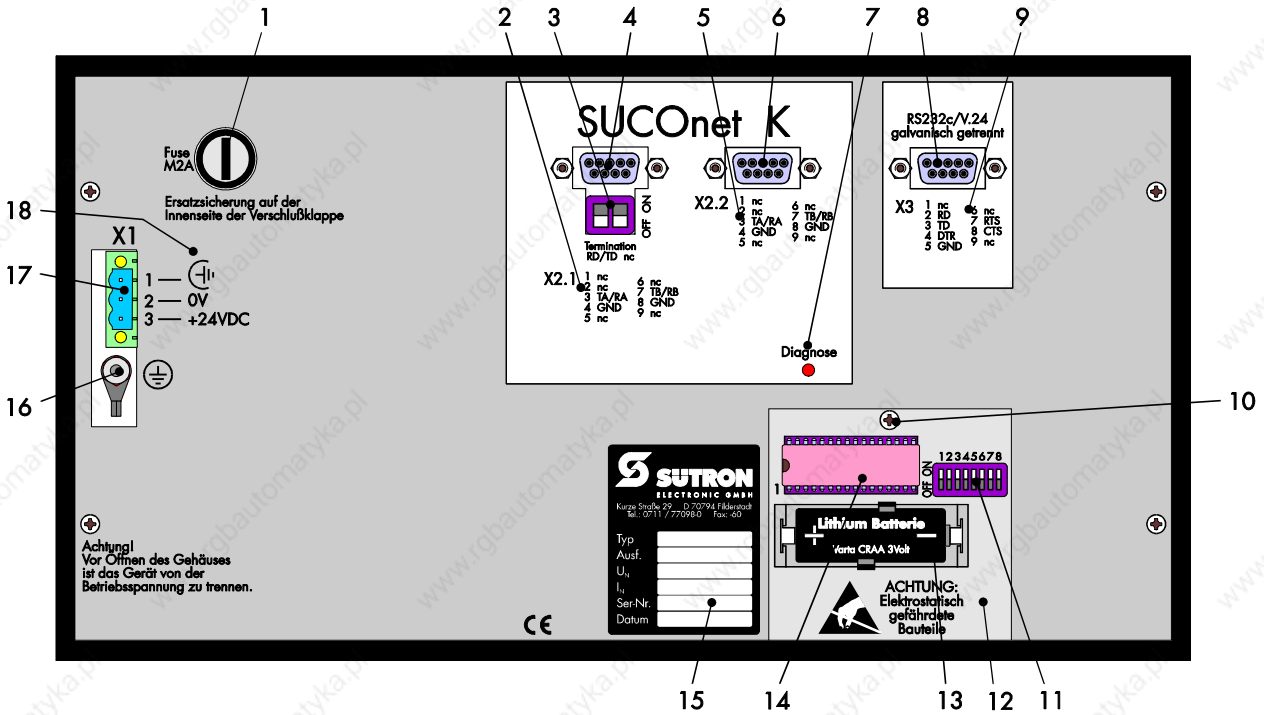 1
2
3
4
5
6
7
8
9
Fuse
M2A
Ersatzsicherung auf der
Innenseite der Verschlußklappe
18
X1
17
1
2
0V
3
+24VDC
16
Achtung!
Vor Öffnen des Gehäuses
ist das Gerät von der
Betriebsspannung zu trennen.
CE
SUCOnet K
ON
OFF
Termination
RD/TD nc
X2.1
1 nc
2 nc
3 TA/RA
4 GND
5 nc
6 nc
7 TB/RB
8 GND
9 nc
X2.2
1 nc
2 nc
3 TA/RA
4 GND
5 nc
6 nc
7 TB/RB
8 GND
9 nc
Diagnose
RS232c/V.24
galvanisch getrennt
X3
1 nc
2 RD
3 TD
4 DTR
5 GND
6 nc
7 RTS
8 CTS
9 nc
10
SÜTRON
ELECTRONIC GMBH
Kurze Straße 29 D 70794 Filderstadt
Tel.: 0711 / 77098-0 Fax: -60
Typ
Ausf.
UN
IN
Ser-Nr.
Datum
1
OFF ON
12345678
Lithium Batterie
+ −
Varta CRAA 3Volt
ACHTUNG:
Elektrostatisch
gefährdete
Bauteile
15
14
13
12
11
www.rgbautomatyka.pl